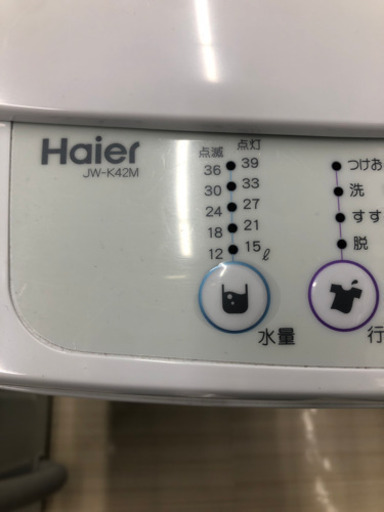 Haier
JW-K42M
点滅 点灯
36 39
30 33
24 27
18 21
12 15ℓ
水量
つけお
洗
すす
脱
行